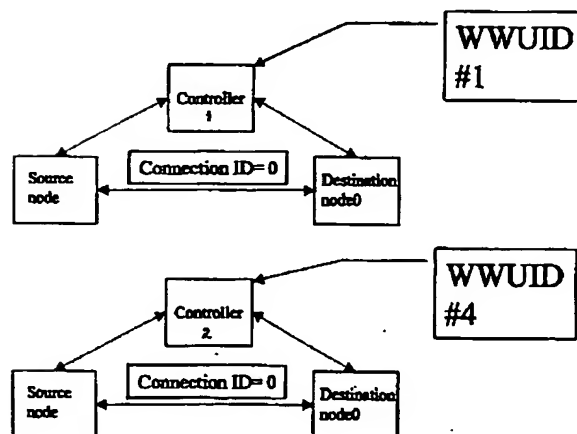 WWUID
#1
Controller
1
Connection ID= 0
Source
node
Destination
node0
WWUID
#4
Controller
2
Connection ID= 0
Source
node
Destination
node0